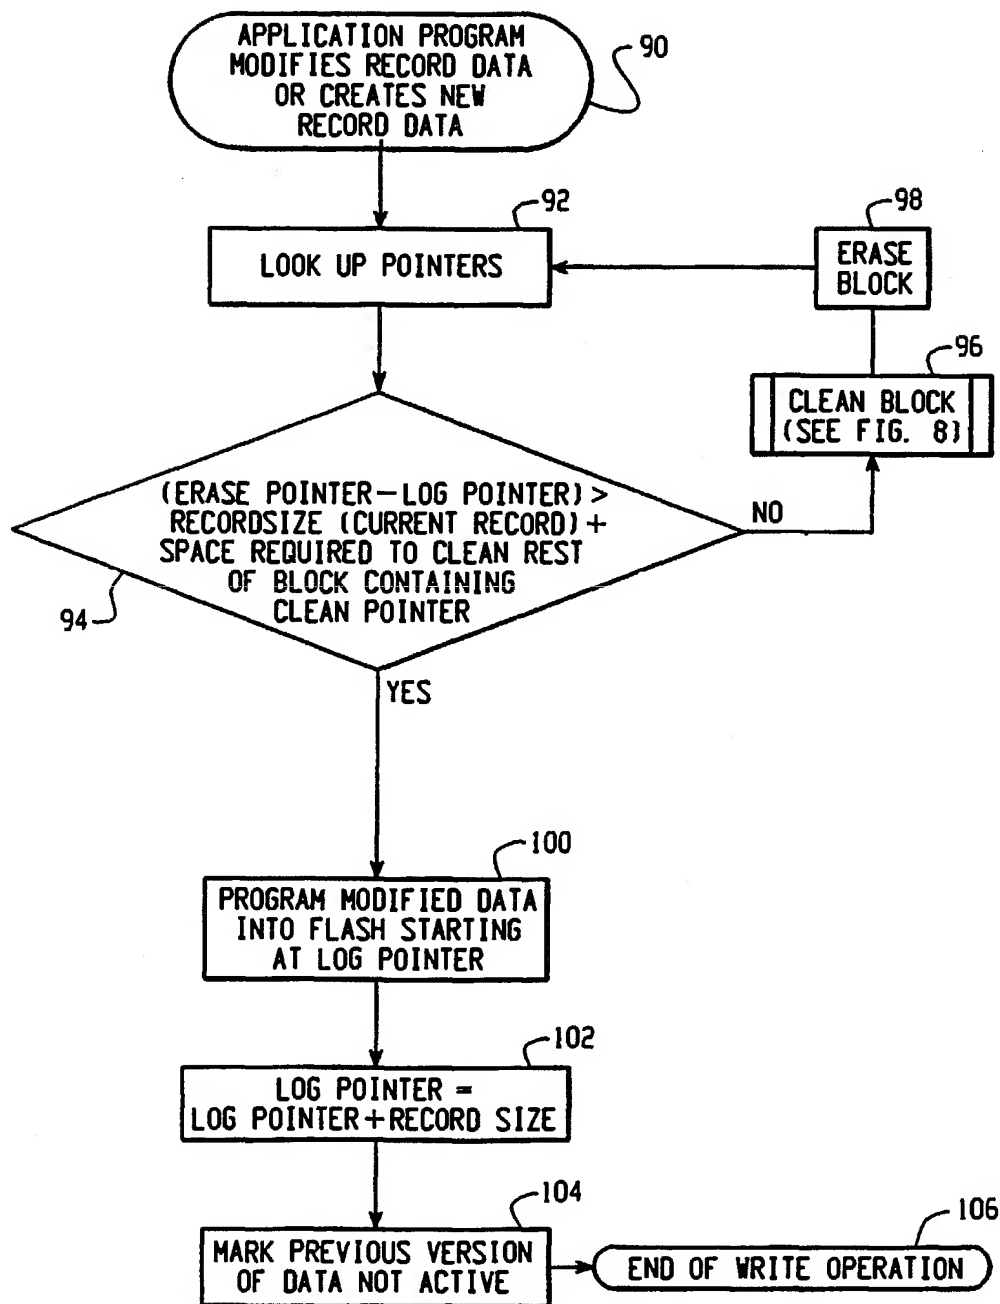 APPLICATION PROGRAM
MODIFIES RECORD DATA
OR CREATES NEW
RECORD DATA
90
92
LOOK UP POINTERS
98
ERASE
BLOCK
96
CLEAN BLOCK
(SEE FIG. 8)
(ERASE POINTER-LOG POINTER) >
RECORDSIZE (CURRENT RECORD) +
SPACE REQUIRED TO CLEAN REST
OF BLOCK CONTAINING
CLEAN POINTER
NO
94
YES
100
PROGRAM MODIFIED DATA
INTO FLASH STARTING
AT LOG POINTER
102
LOG POINTER =
LOG POINTER+RECORD SIZE
104
MARK PREVIOUS VERSION
OF DATA NOT ACTIVE
106
END OF WRITE OPERATION